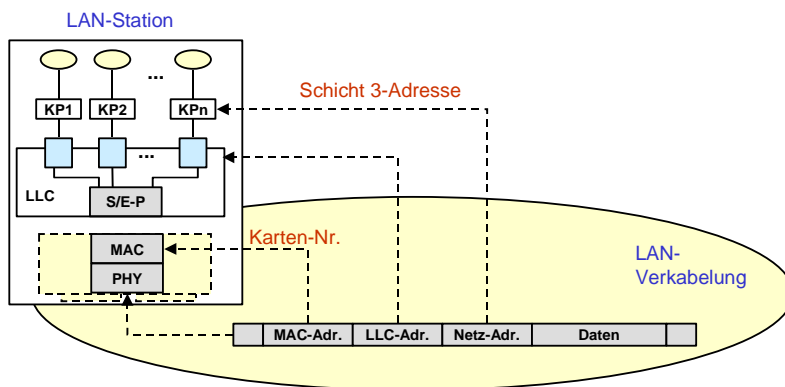 LAN-Station
...
Schicht 3-Adresse
KP1 KP2 KPn
...
LLC
S/E-P
MAC
Karten-Nr.
PHY
LAN-
Verkabelung
MAC-Adr. LLC-Adr. Netz-Adr. Daten